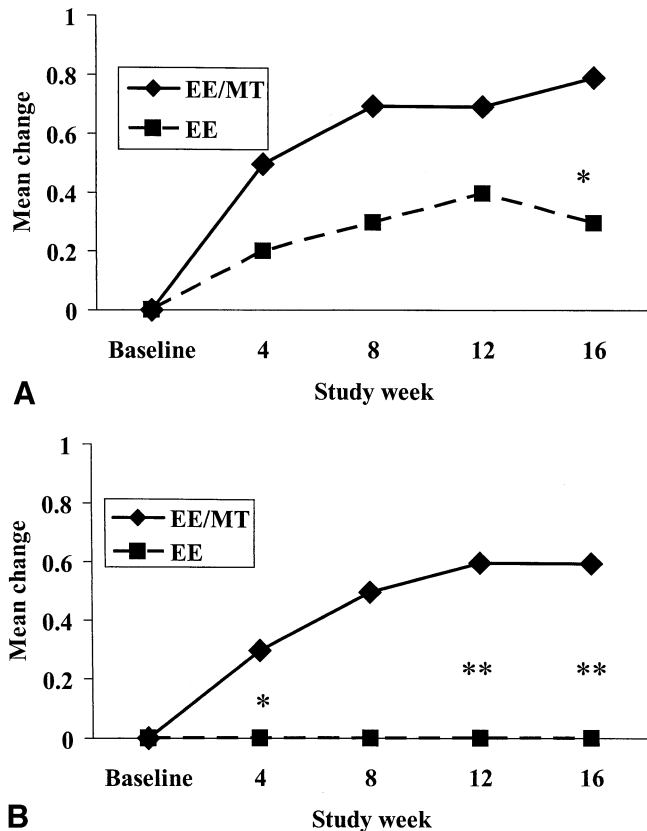 1
0.8
0.6
0.4
0.2
0
Mean change
EE/MT
EE
*
Baseline 4 8 12 16
Study week
A
1
0.8
0.6
0.4
0.2
0
Mean change
EE/MT
EE
* ** **
Baseline 4 8 12 16
Study week
B